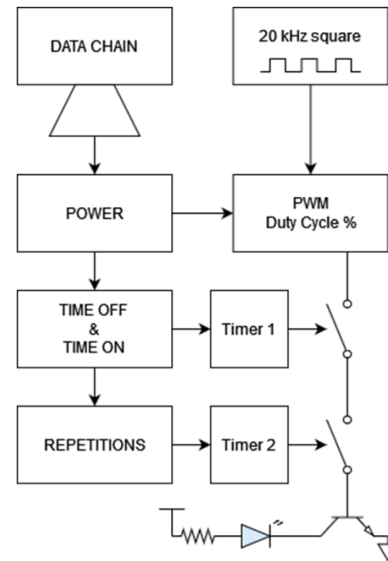 DATA CHAIN
20 kHz square
POWER
PWM
Duty Cycle %
TIME OFF
&
TIME ON
Timer 1
REPETITIONS
Timer 2